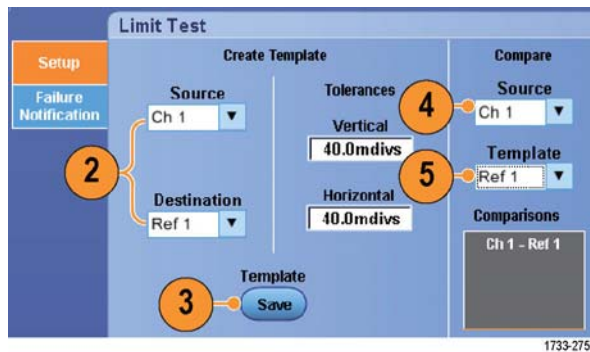 Limit Test
Setup
Failure
Notification
Create Template
Source
Ch 1
2
Destination
Ref 1
Tolerances
Vertical
40.0mdivs
Horizontal
40.0mdivs
Template
3
Save
Compare
Source
4
Ch 1
5
Template
Ref 1
Comparisons
Ch 1 - Ref 1
1733-275